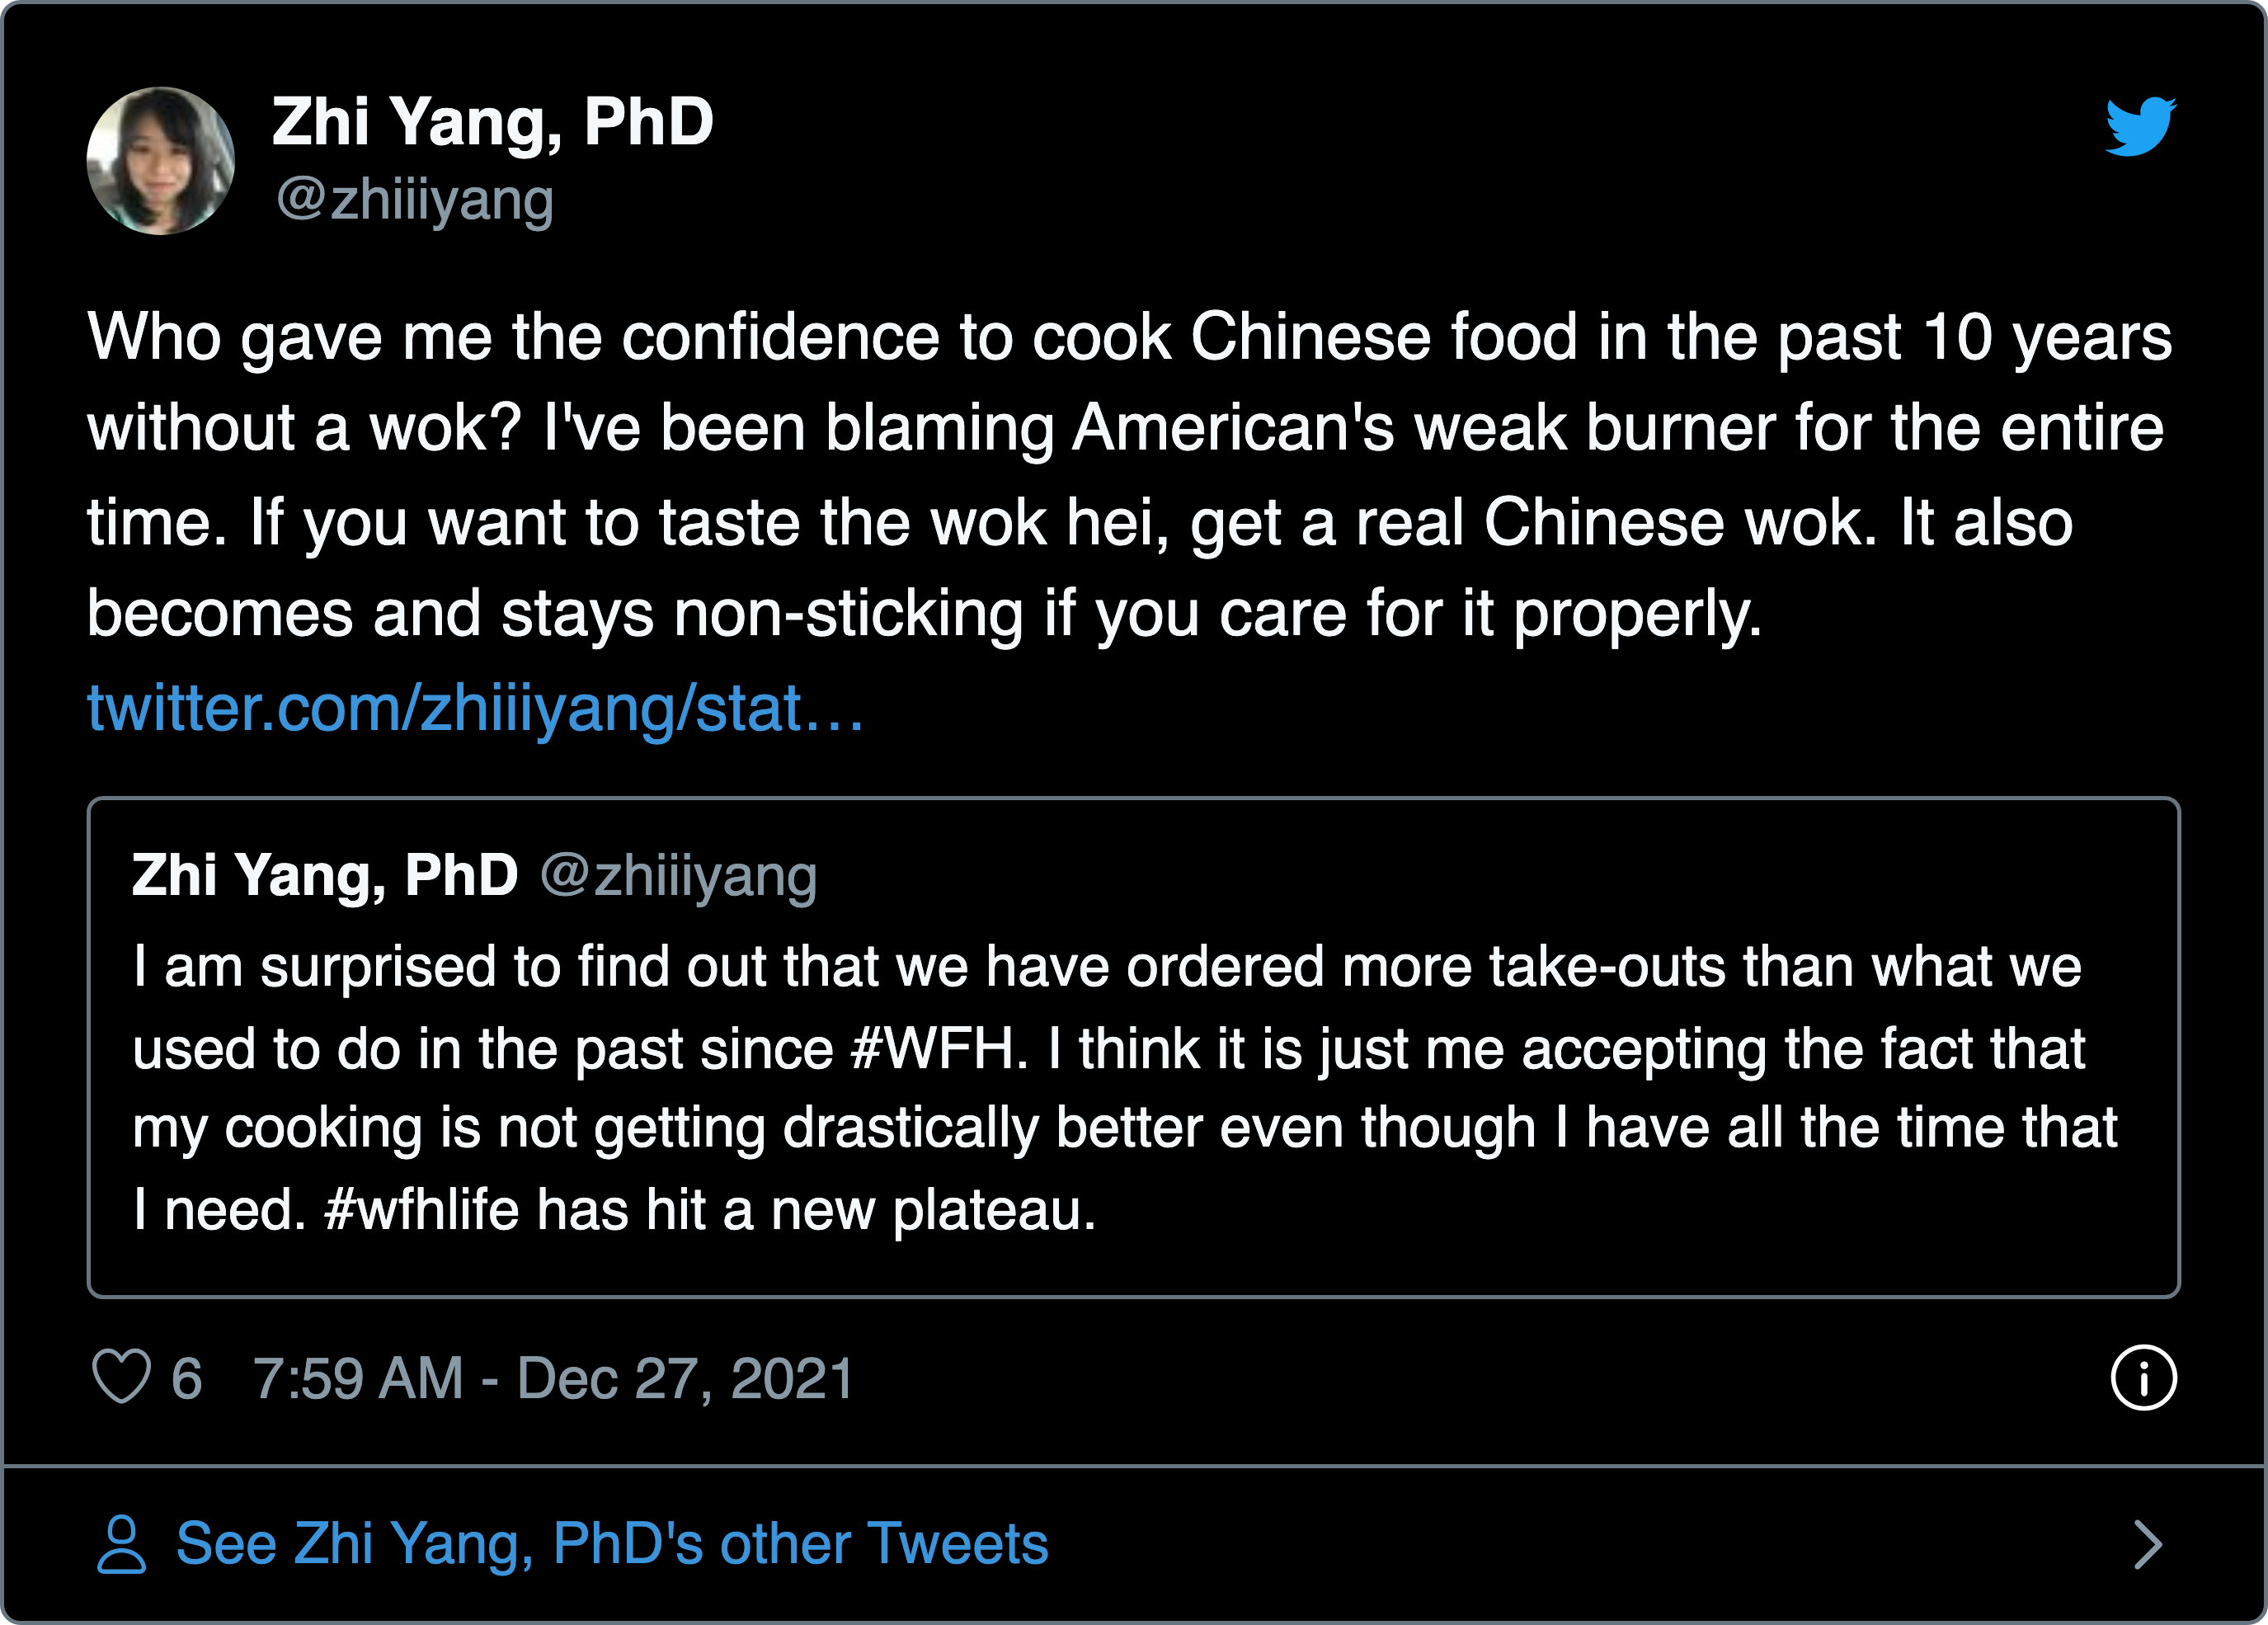 Zhi Yang, PhD
@zhiiiyang
Who gave me the confidence to cook Chinese food in the past 10 years
without a wok? I've been blaming American's weak burner for the entire
time. If you want to taste the wok hei, get a real Chinese wok. It also
becomes and stays non-sticking if you care for it properly.
twitter.com/zhiiiyang/stat…
Zhi Yang, PhD @zhiiiyang
I am surprised to find out that we have ordered more take-outs than what we
used to do in the past since #WFH. I think it is just me accepting the fact that
my cooking is not getting drastically better even though I have all the time that
I need. #wfhlife has hit a new plateau.
6 7:59 AM - Dec 27, 2021
See Zhi Yang, PhD's other Tweets